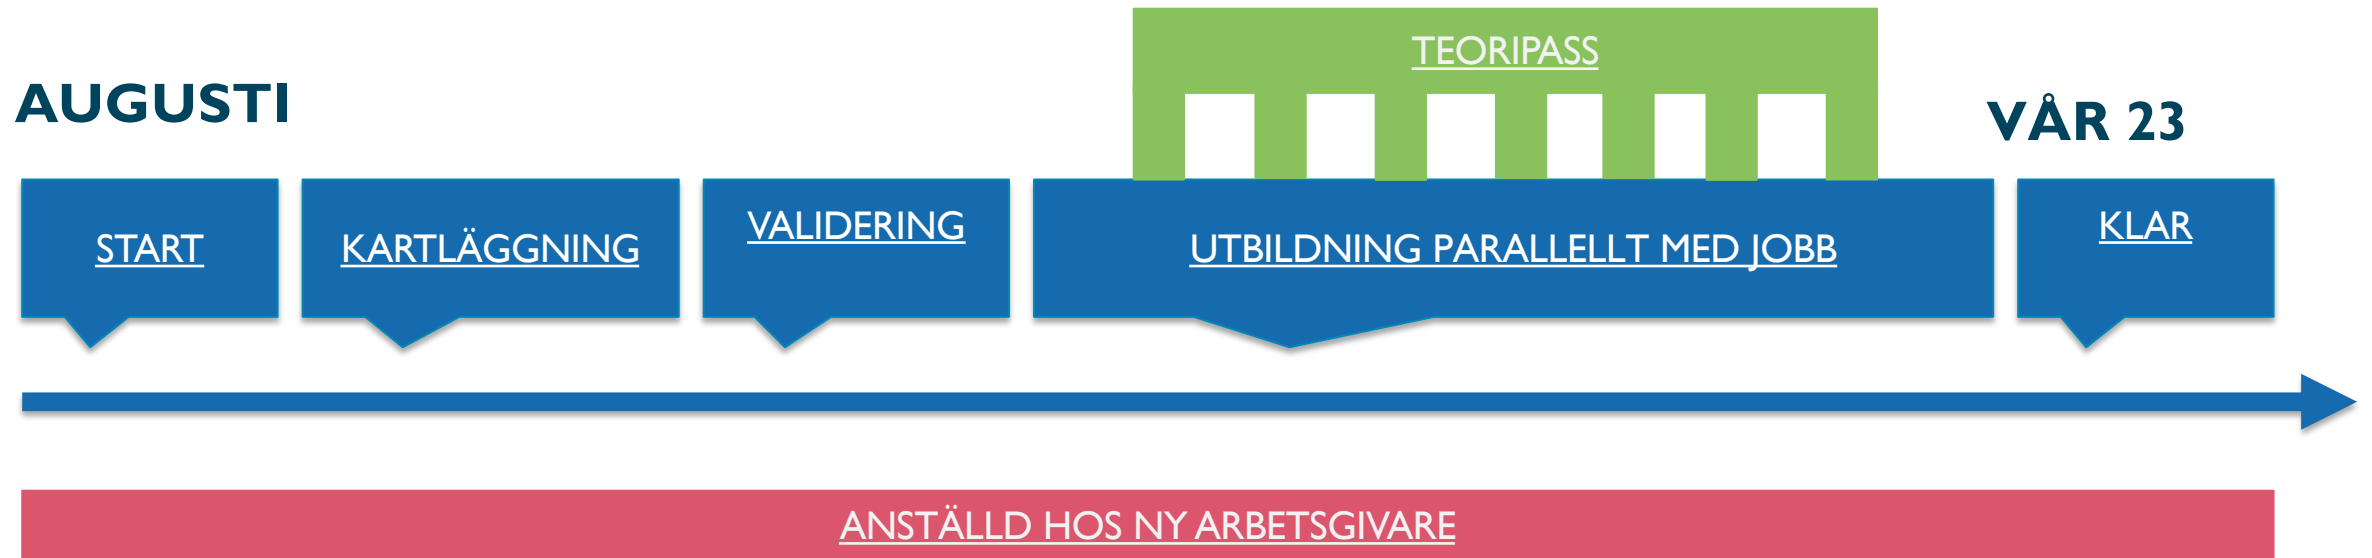 TEORIPASS
AUGUSTI
VÅR 23
START
KARTLÄGGNING
VALIDERING
UTBILDNING PARALLELLT MED JOBB
KLAR
ANSTÄLLD HOS NY ARBETSGIVARE